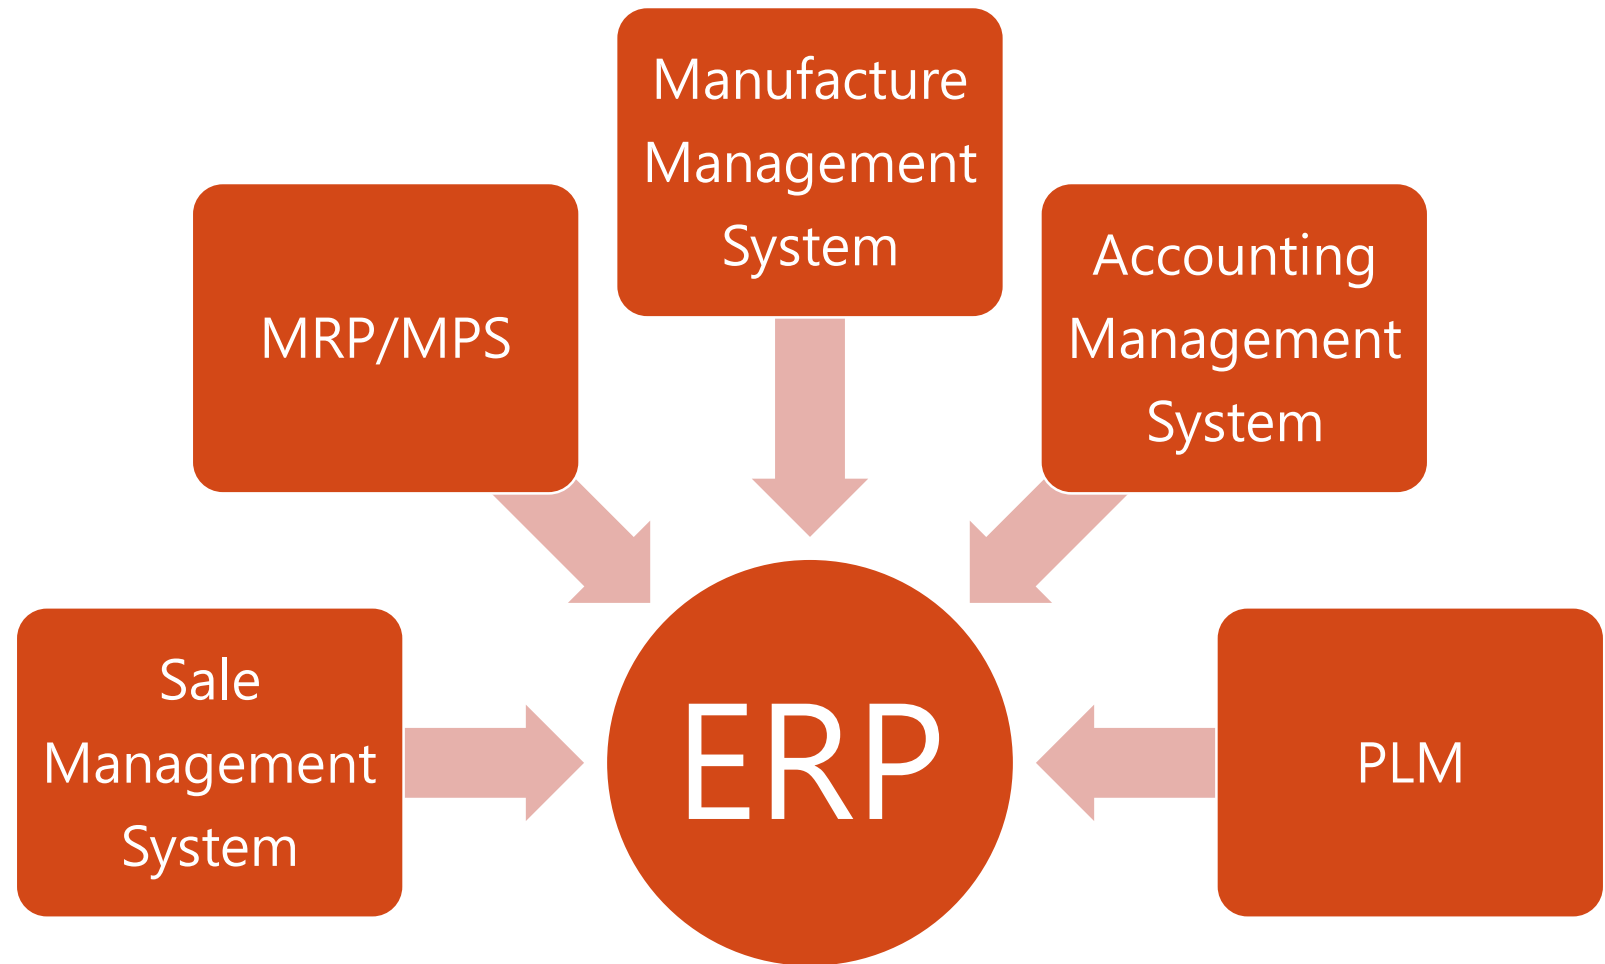 Manufacture
Management
System
MRP/MPS
Accounting
Management
System
Sale
Management
System
ERP
PLM